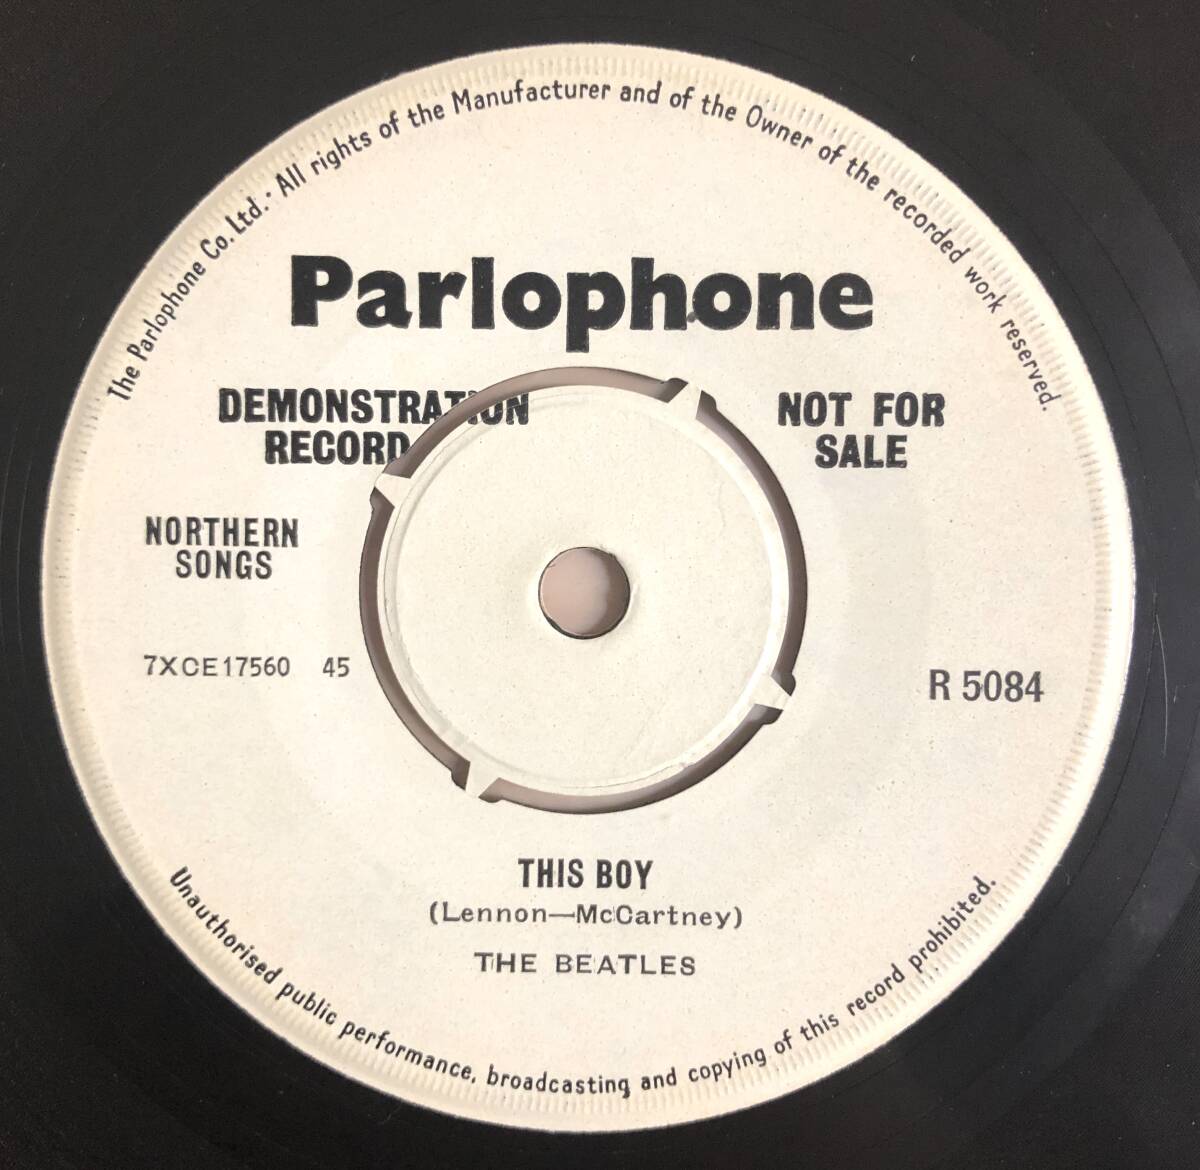 The Parlophone Co. Ltd.: All rights of the Manufacturer and of the Owner of the recorded work reserved.
Parlophone
DEMONSTRATION
RECORD
NOT FOR
SALE
NORTHERN
SONGS
7XCE17560 45
R 5084
THIS BOY
(Lennon—McCartney)
THE BEATLES
Unauthorised public performance, broadcasting and copying of this record prohibited.